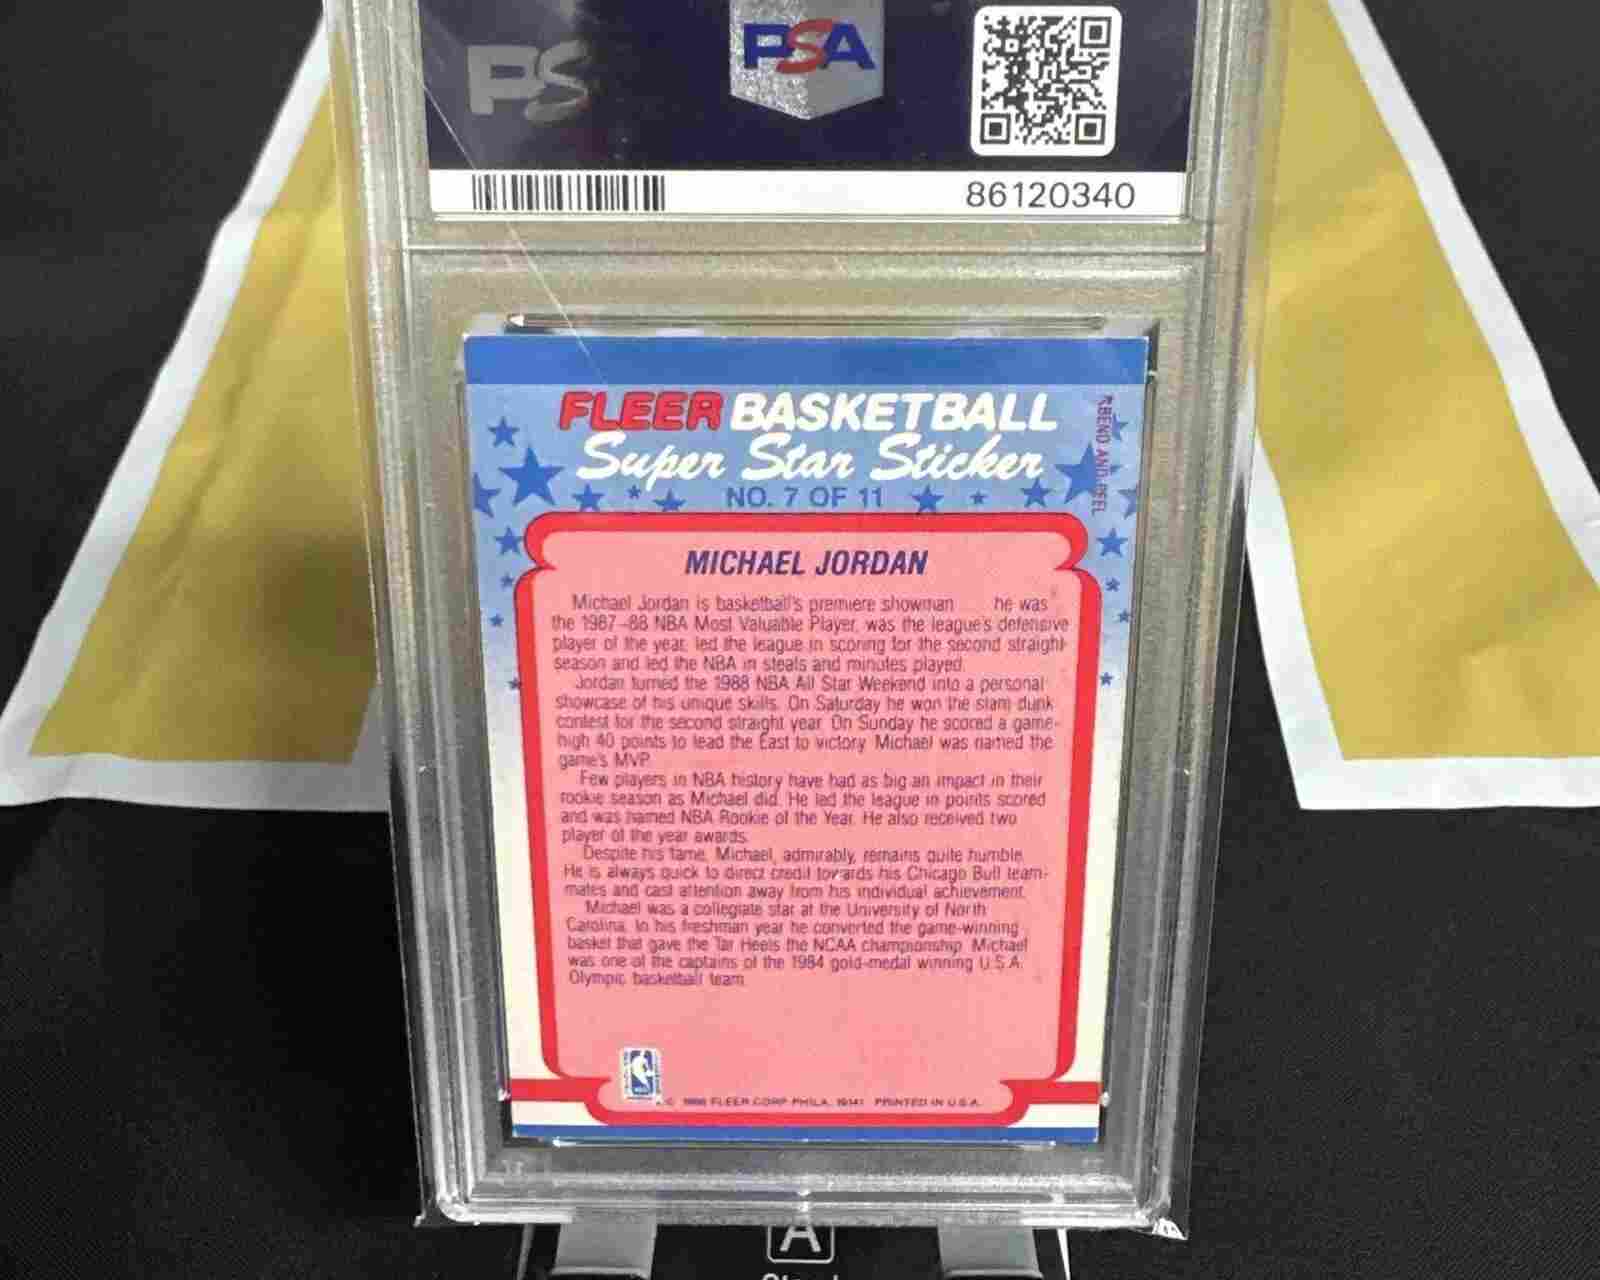 PS
PSA
86120340
FLEER BASKETBALL
Super Star Sticker
NO. 7 OF 11
BEND AND PEEL
MICHAEL JORDAN
Michael Jordan is basketball's premiere showman he was
the 1987-88 NBA Most Valuable Player, was the league's defensive
player of the year, led the league in scoring for the second straight
season and led the NBA in steals and minutes played.
Jordan turned the 1988 NBA All Star Weekend into a personal
showcase of his unique skills. On Saturday he won the slam dunk
contest for the second straight year. On Sunday he scored a game-
high 40 points to lead the East to victory. Michael was named the
game's MVP.
Few players in NBA history have had as big an impact in their
rookie season as Michael did. He led the league in points scored
and was named NBA Rookie of the Year. He also received two
player of the year awards.
Despite his fame, Michael, admirably, remains quite humble.
He is always quick to direct credit towards his Chicago Bull team-
mates and cast attention away from his individual achievement.
Michael was a collegiate star at the University of North
Carolina. In his freshman year he converted the game-winning
basket that gave the Tar Heels the NCAA championship. Michael
was one of the captains of the 1984 gold-medal winning U.S.A.
Olympic basketball team.
© 1988 FLEER CORP. PHILA. 19141 PRINTED IN U.S.A.
A